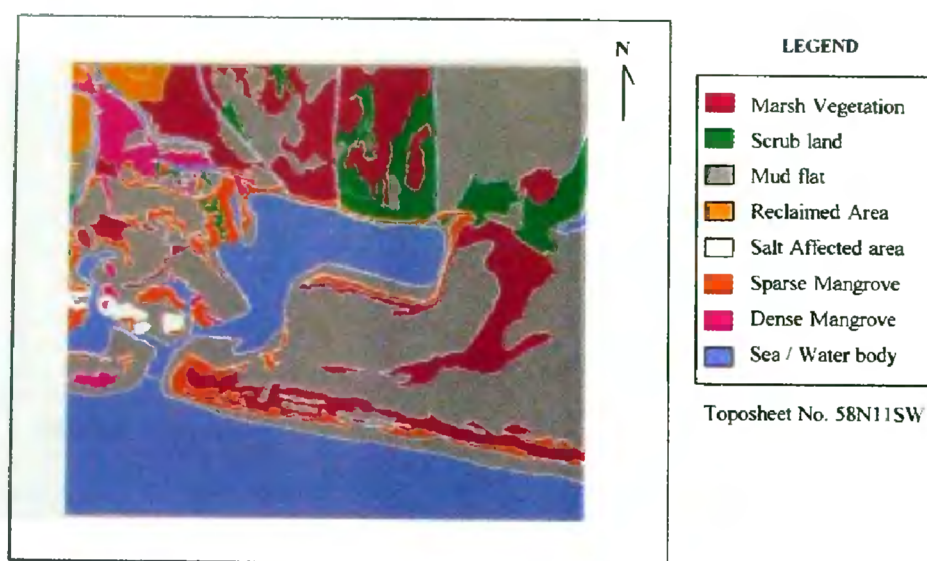 N
LEGEND
Marsh Vegetation
Scrub land
Mud flat
Reclaimed Area
Salt Affected area
Sparse Mangrove
Dense Mangrove
Sea / Water body
Toposheet No. 58N11SW